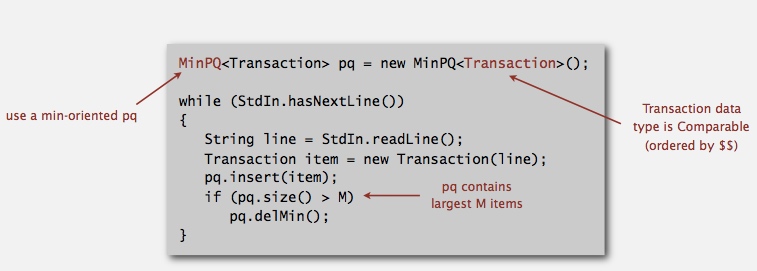 MinPQ<Transaction> pq = new MinPQ<Transaction>();
use a min-oriented pq
while (StdIn.hasNextLine())
{
String line = StdIn.readLine();
Transaction item = new Transaction(line);
pq.insert(item);
if (pq.size() > M)
pq.delMin();
}
Transaction data
type is Comparable
(ordered by $$)
pq contains
largest M items